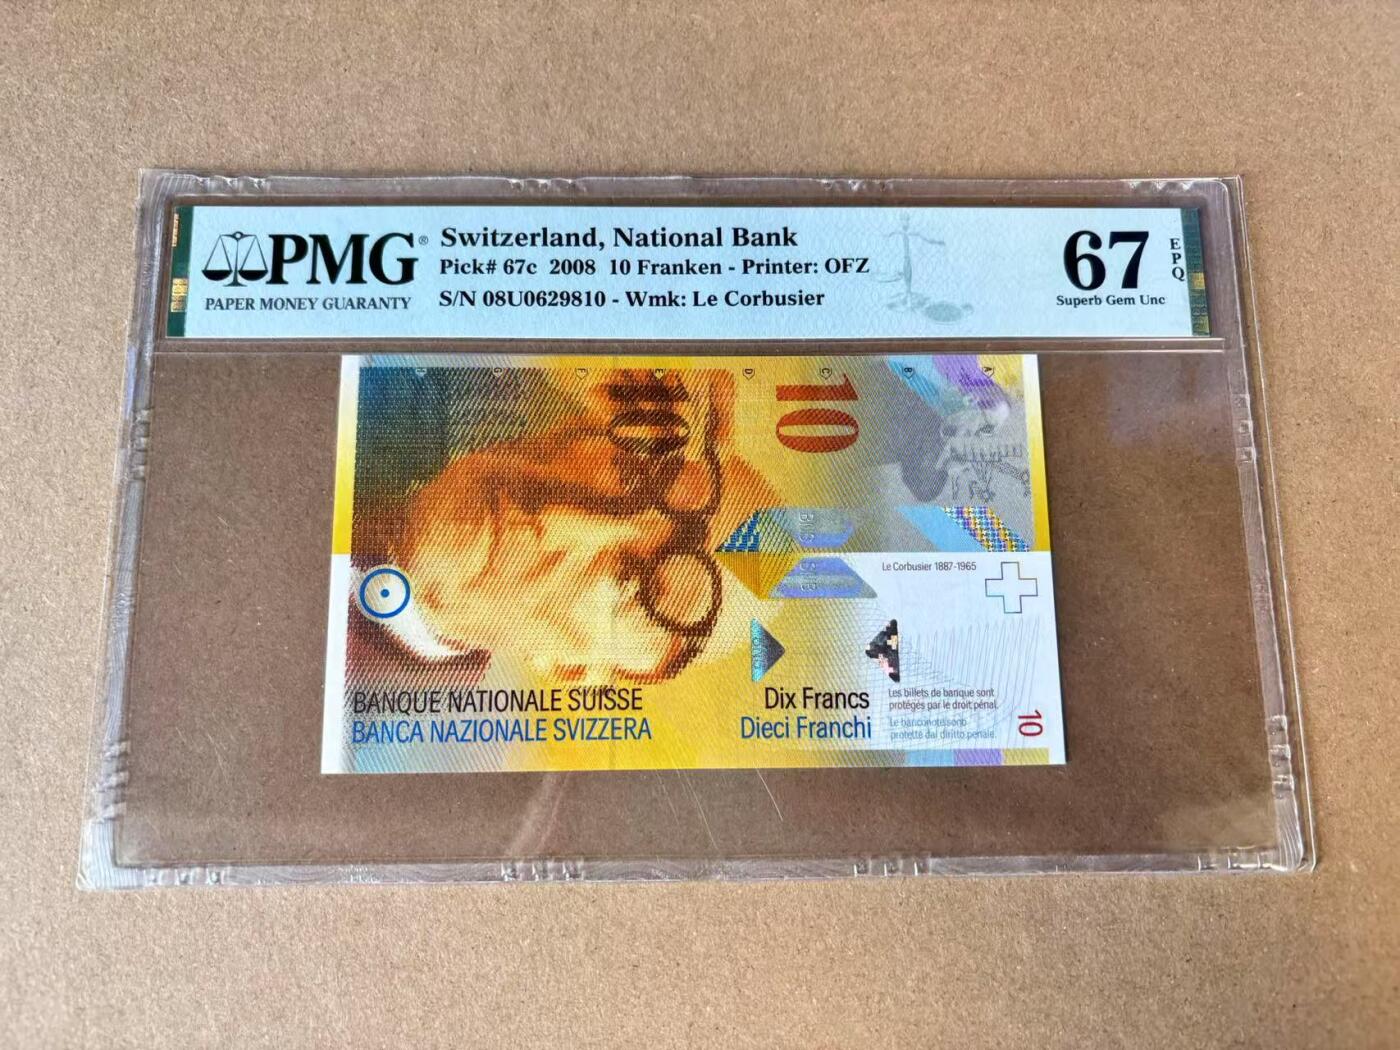 PMG®
PAPER MONEY GUARANTY
Switzerland, National Bank
Pick# 67c 2008 10 Franken - Printer: OFZ
S/N 08U0629810 - Wmk: Le Corbusier
67
EPQ
Superb Gem Unc
H G F E D C B A
10
10
Le Corbusier 1887-1965
BANQUE NATIONALE SUISSE
BANCA NAZIONALE SVIZZERA
Dix Francs
Dieci Franchi
Les billets de banque sont
protégés par le droit pénal.
Le banconote sono
protette dal diritto penale.
10